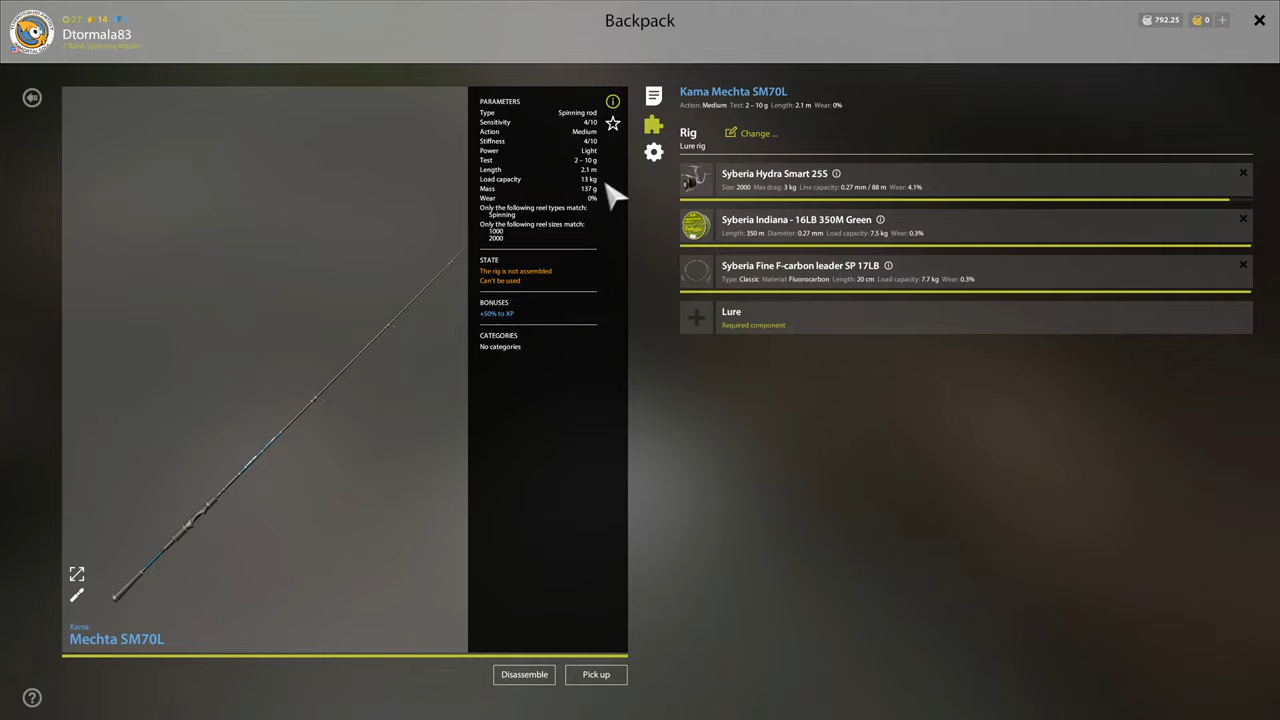 27 14
Dtormala83
2 Rank Spinning Master
Backpack
792.25 0
PARAMETERS
Type Spinning rod
Sensitivity 4/10
Action Medium
Stiffness 4/10
Power Light
Test 2 – 10 g
Length 2.1 m
Load capacity 13 kg
Mass 137 g
Wear 0%
Only the following reel types match:
Spinning
Only the following reel sizes match:
1000
2000
STATE
The rig is not assembled
Can't be used
BONUSES
+50% to XP
CATEGORIES
No categories
Kama
Mechta SM70L
Disassemble
Pick up
Kama Mechta SM70L
Action: Medium Test: 2 – 10 g Length: 2.1 m Wear: 0%
Rig
Change ...
Lure rig
Syberia Hydra Smart 25S
Size: 2000 Max drag: 3 kg Line capacity: 0.27 mm / 88 m Wear: 4.1%
Syberia Indiana - 16LB 350M Green
Length: 350 m Diameter: 0.27 mm Load capacity: 7.5 kg Wear: 0.3%
Syberia Fine F-carbon leader SP 17LB
Type: Classic Material: Fluorocarbon Length: 20 cm Load capacity: 7.7 kg Wear: 0.3%
Lure
Required component